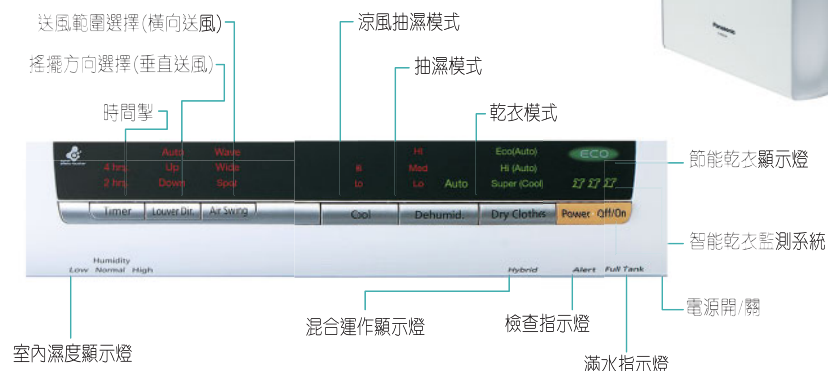 送風範圍選擇(橫向送風)
涼風抽濕模式
搖擺方向選擇(垂直送風)
抽濕模式
時間掣
乾衣模式
Panasonic
Auto Wave HI Eco(Auto) ECO
4 hrs. Up Wide HI Med Hi (Auto)
2 hrs. Down Spot Lo Lo Auto Super (Cool)
節能乾衣顯示燈
Timer Louver Dir. Air Swing Cool Dehumid. Dry Clothes Power Off/On
智能乾衣監測系統
Humidity
Low Normal High Hybrid Alert Full Tank
電源開/關
混合運作顯示燈
檢查指示燈
室內濕度顯示燈
滿水指示燈